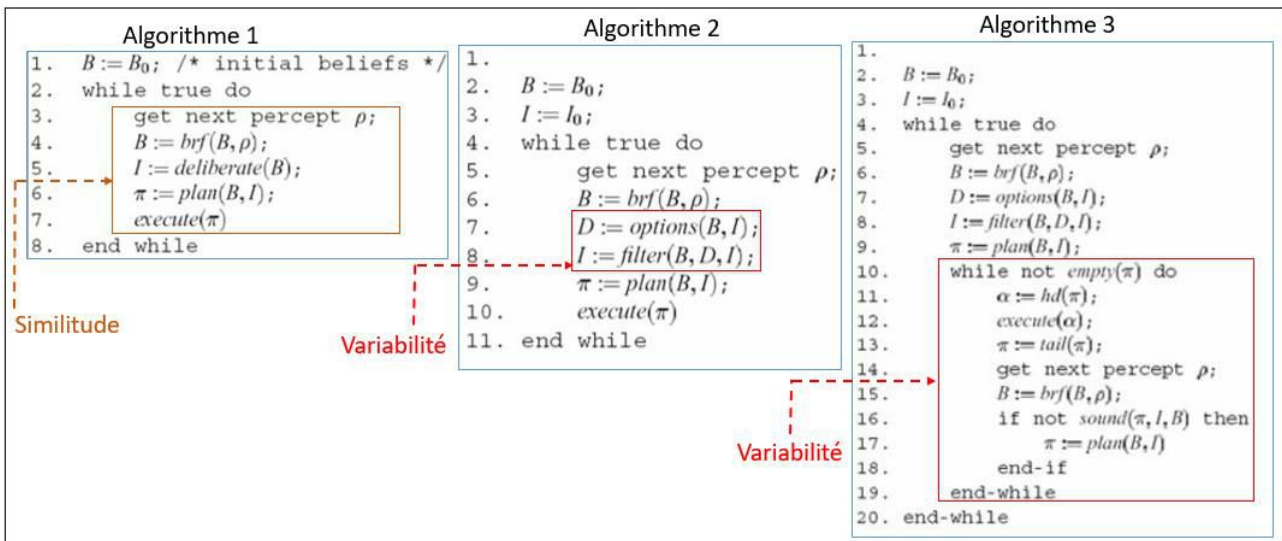 Algorithme 1
1. B := B₀; /* initial beliefs */
2. while true do
3. get next percept ρ;
4. B := brf(B,ρ);
5. I := deliberate(B);
6. π := plan(B,I);
7. execute(π)
8. end while
Similitude
Algorithme 2
1.
2. B := B₀;
3. I := I₀;
4. while true do
5. get next percept ρ;
6. B := brf(B,ρ);
7. D := options(B,I);
8. I := filter(B,D,I);
9. π := plan(B,I);
10. execute(π)
11. end while
Variabilité
Algorithme 3
1.
2. B := B₀;
3. I := I₀;
4. while true do
5. get next percept ρ;
6. B := brf(B,ρ);
7. D := options(B,I);
8. I := filter(B,D,I);
9. π := plan(B,I);
10. while not empty(π) do
11. α := hd(π);
12. execute(α);
13. π := tail(π);
14. get next percept ρ;
15. B := brf(B,ρ);
16. if not sound(π,I,B) then
17. π := plan(B,I)
18. end-if
19. end-while
20. end-while
Variabilité